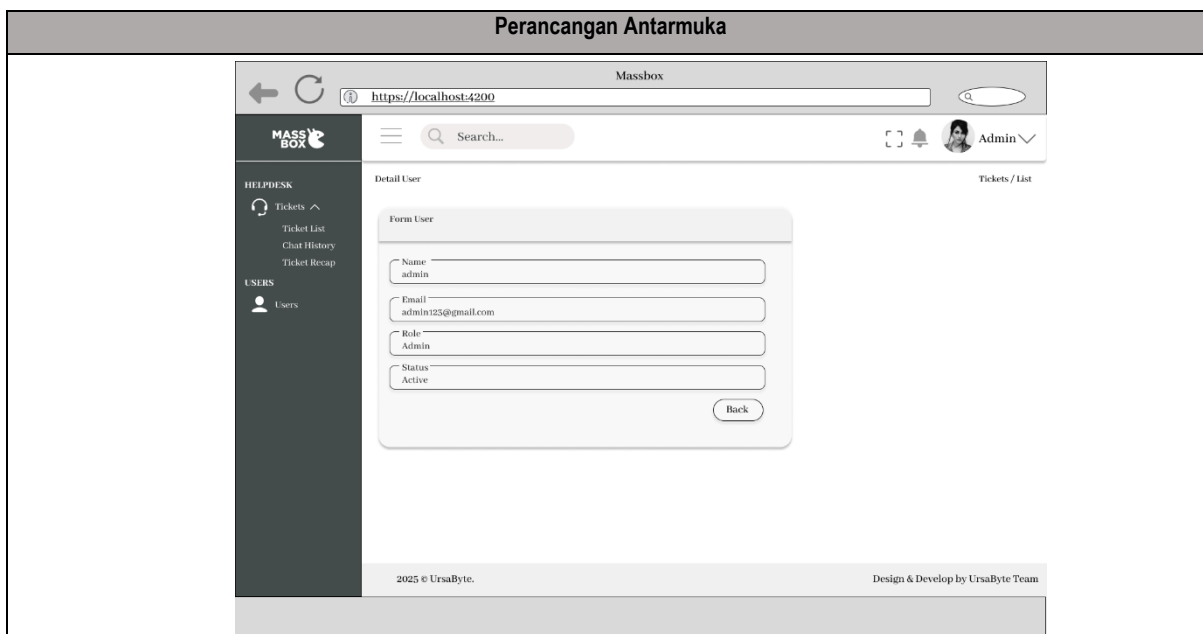 Perancangan Antarmuka
Massbox
https://localhost:4200
MASS
BOX
Search...
Admin
HELPDESK
Tickets
Ticket List
Chat History
Ticket Recap
USERS
Users
Detail User
Tickets / List
Form User
Name
admin
Email
admin123@gmail.com
Role
Admin
Status
Active
Back
2025 © UrsaByte.
Design & Develop by UrsaByte Team